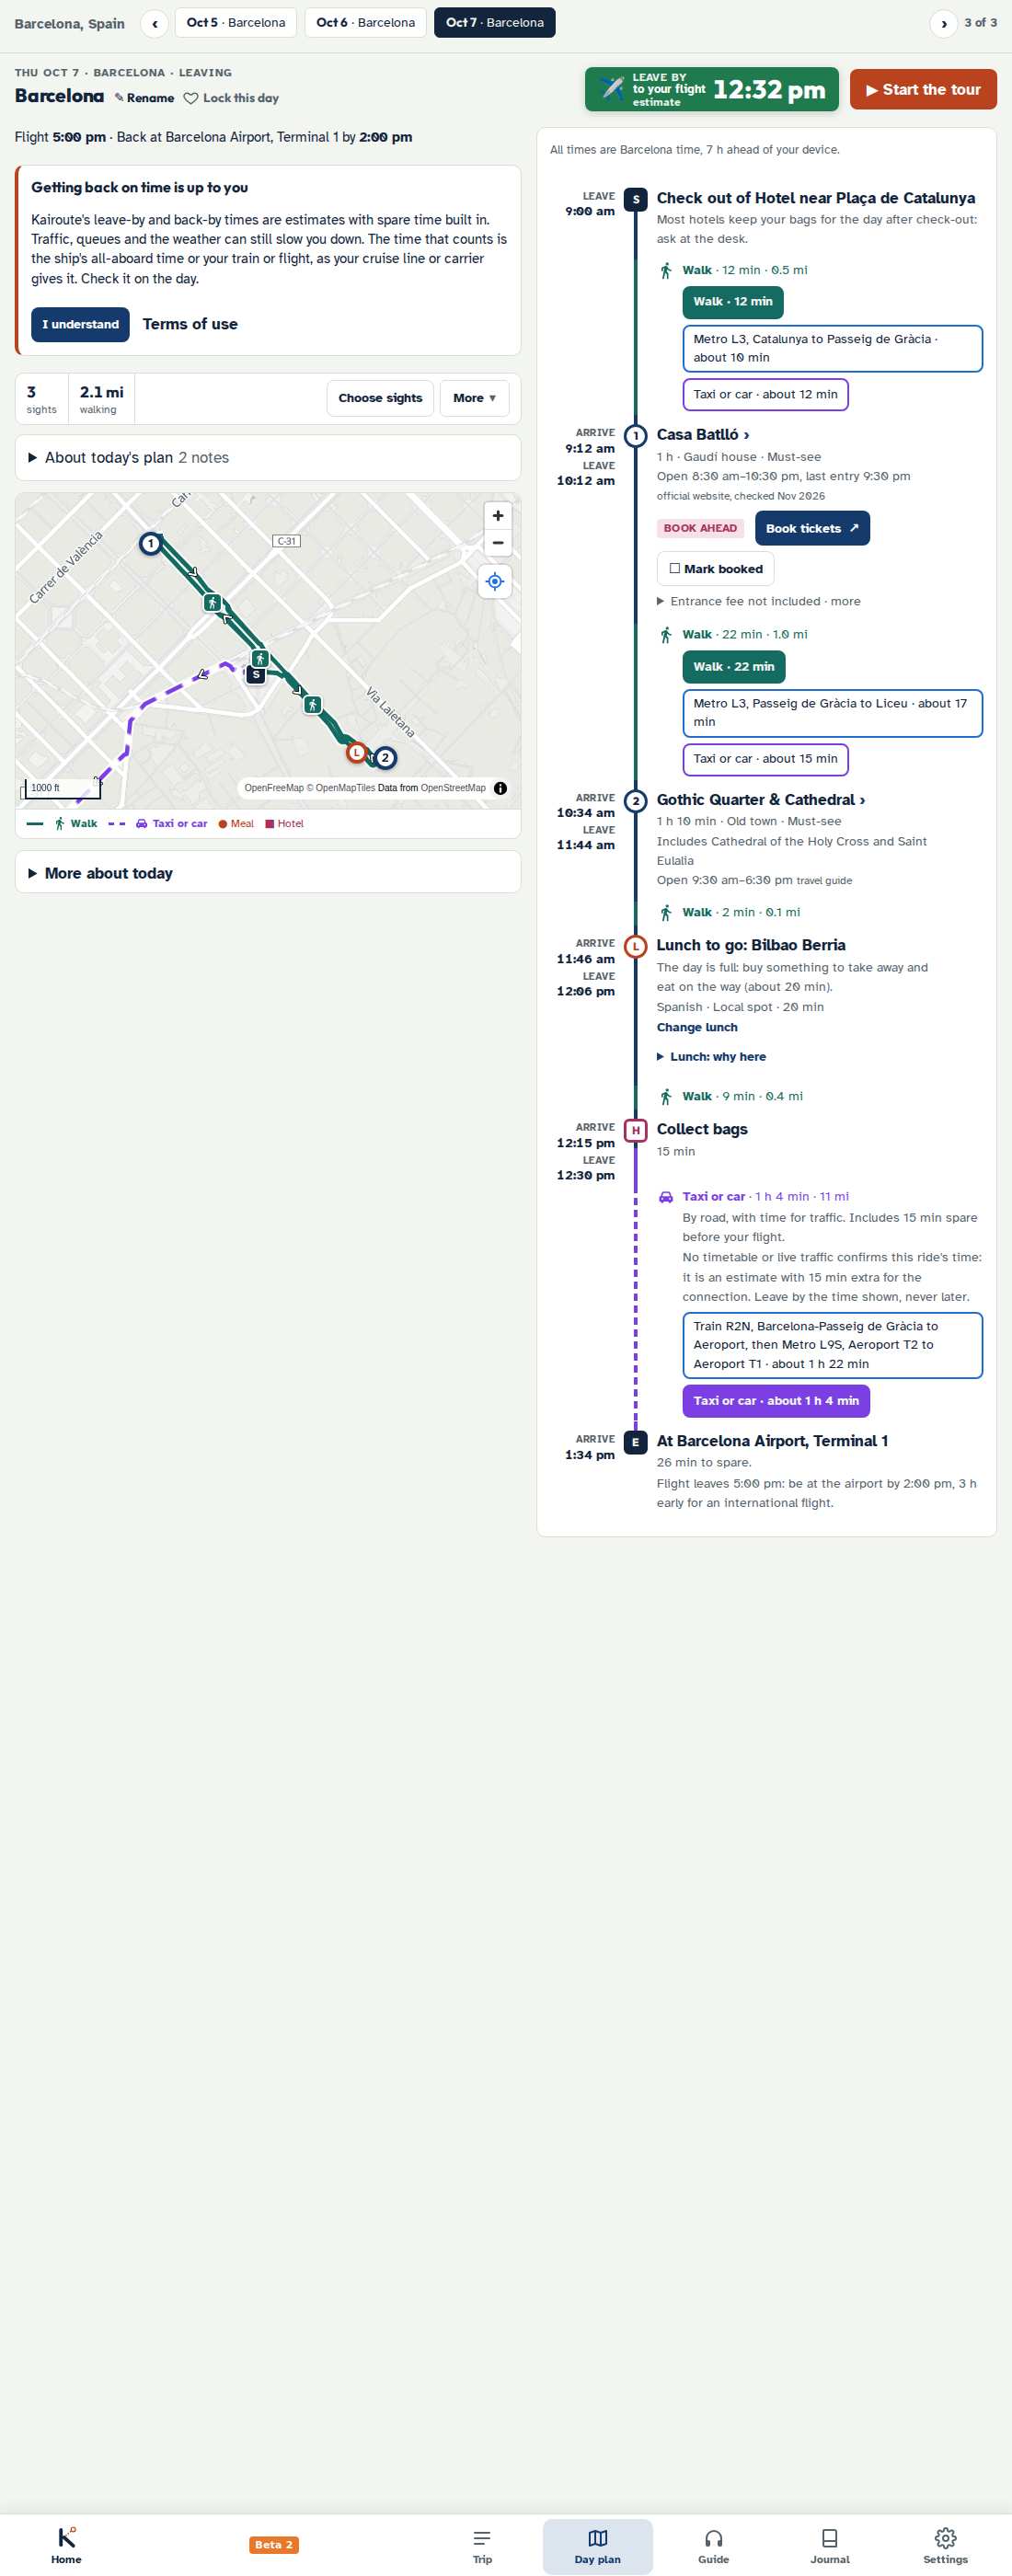 Barcelona, Spain
‹
Oct 5 · Barcelona
Oct 6 · Barcelona
Oct 7 · Barcelona
›
3 of 3
THU OCT 7 · BARCELONA · LEAVING
Barcelona
✎ Rename
Lock this day
LEAVE BY
to your flight
estimate
12:32 pm
▶ Start the tour
Flight 5:00 pm · Back at Barcelona Airport, Terminal 1 by 2:00 pm
Getting back on time is up to you
Kairoute's leave-by and back-by times are estimates with spare time built in.
Traffic, queues and the weather can still slow you down. The time that counts is
the ship's all-aboard time or your train or flight, as your cruise line or carrier
gives it. Check it on the day.
I understand
Terms of use
3
sights
2.1 mi
walking
Choose sights
More ▼
▶ About today's plan 2 notes
Carrer de València
C-31
Via Laietana
1
S
L
2
+
−
1000 ft
OpenFreeMap © OpenMapTiles Data from OpenStreetMap
Walk
Taxi or car
Meal
Hotel
▶ More about today
All times are Barcelona time, 7 h ahead of your device.
LEAVE
9:00 am
S
Check out of Hotel near Plaça de Catalunya
Most hotels keep your bags for the day after check-out:
ask at the desk.
Walk · 12 min · 0.5 mi
Walk · 12 min
Metro L3, Catalunya to Passeig de Gràcia ·
about 10 min
Taxi or car · about 12 min
ARRIVE
9:12 am
LEAVE
10:12 am
1
Casa Batlló ›
1 h · Gaudí house · Must-see
Open 8:30 am–10:30 pm, last entry 9:30 pm
official website, checked Nov 2026
BOOK AHEAD
Book tickets ↗
☐ Mark booked
▶ Entrance fee not included · more
Walk · 22 min · 1.0 mi
Walk · 22 min
Metro L3, Passeig de Gràcia to Liceu · about 17
min
Taxi or car · about 15 min
ARRIVE
10:34 am
LEAVE
11:44 am
2
Gothic Quarter & Cathedral ›
1 h 10 min · Old town · Must-see
Includes Cathedral of the Holy Cross and Saint
Eulalia
Open 9:30 am–6:30 pm travel guide
Walk · 2 min · 0.1 mi
ARRIVE
11:46 am
LEAVE
12:06 pm
L
Lunch to go: Bilbao Berria
The day is full: buy something to take away and
eat on the way (about 20 min).
Spanish · Local spot · 20 min
Change lunch
▶ Lunch: why here
Walk · 9 min · 0.4 mi
ARRIVE
12:15 pm
LEAVE
12:30 pm
H
Collect bags
15 min
Taxi or car · 1 h 4 min · 11 mi
By road, with time for traffic. Includes 15 min spare
before your flight.
No timetable or live traffic confirms this ride's time:
it is an estimate with 15 min extra for the
connection. Leave by the time shown, never later.
Train R2N, Barcelona-Passeig de Gràcia to
Aeroport, then Metro L9S, Aeroport T2 to
Aeroport T1 · about 1 h 22 min
Taxi or car · about 1 h 4 min
ARRIVE
1:34 pm
E
At Barcelona Airport, Terminal 1
26 min to spare.
Flight leaves 5:00 pm: be at the airport by 2:00 pm, 3 h
early for an international flight.
Home
Beta 2
Trip
Day plan
Guide
Journal
Settings